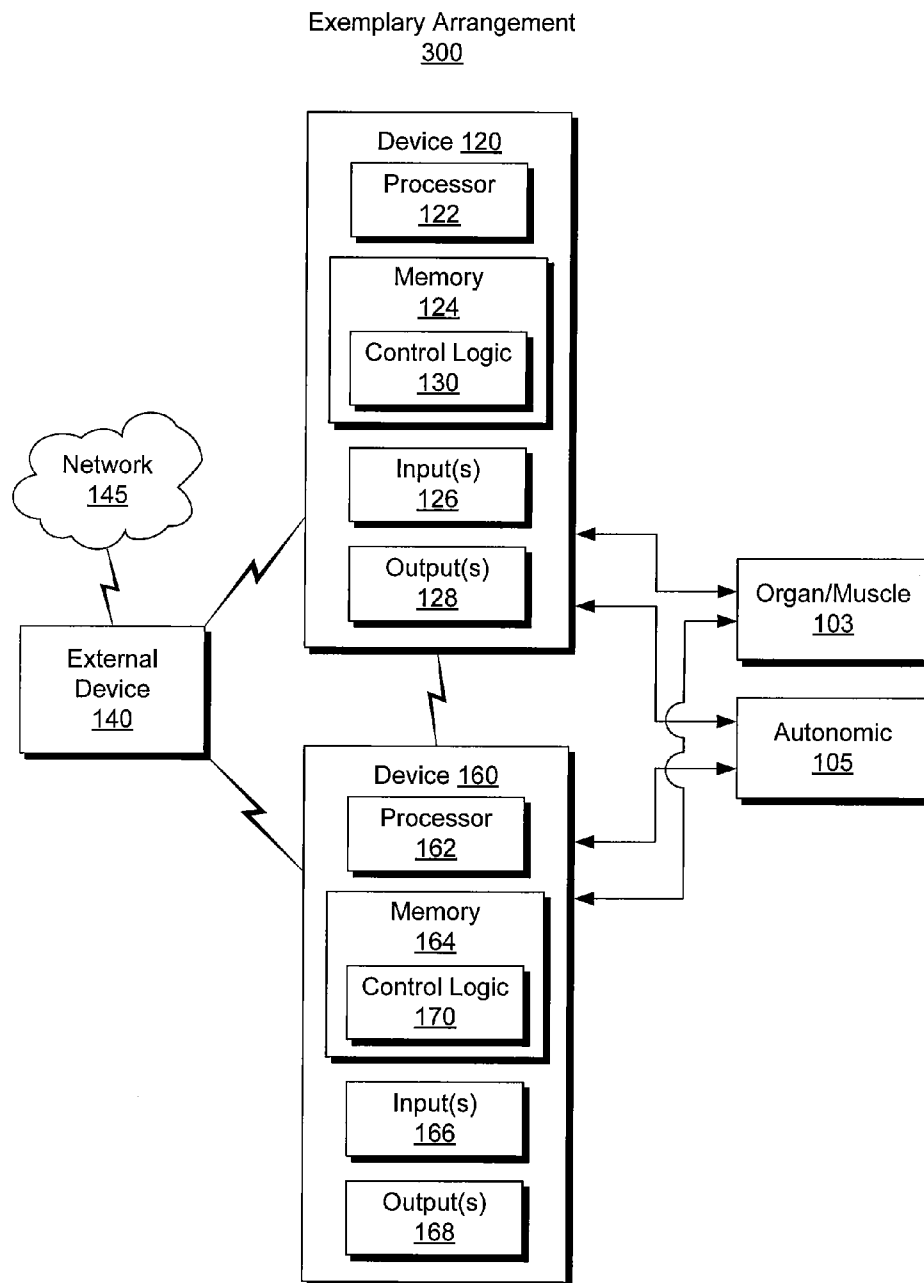 Exemplary Arrangement
300
Device 120
Processor
122
Memory
124
Control Logic
130
Input(s)
126
Output(s)
128
Network
145
External
Device
140
Organ/Muscle
103
Autonomic
105
Device 160
Processor
162
Memory
164
Control Logic
170
Input(s)
166
Output(s)
168